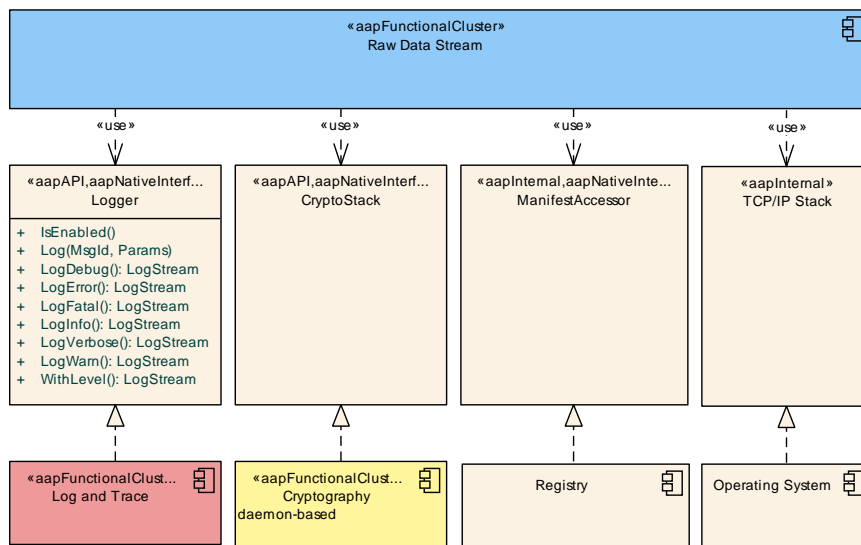 «aapFunctionalCluster»
Raw Data Stream
«use»
«use»
«use»
«use»
«aapAPI,aapNativeInterf...
Logger
+ IsEnabled()
+ Log(MsgId, Params)
+ LogDebug(): LogStream
+ LogError(): LogStream
+ LogFatal(): LogStream
+ LogInfo(): LogStream
+ LogVerbose(): LogStream
+ LogWarn(): LogStream
+ WithLevel(): LogStream
«aapAPI,aapNativeInterf...
CryptoStack
«aapInternal,aapNativeInte...
ManifestAccessor
«aapInternal»
TCP/IP Stack
«aapFunctionalClust...
Log and Trace
«aapFunctionalClust...
Cryptography
daemon-based
Registry
Operating System